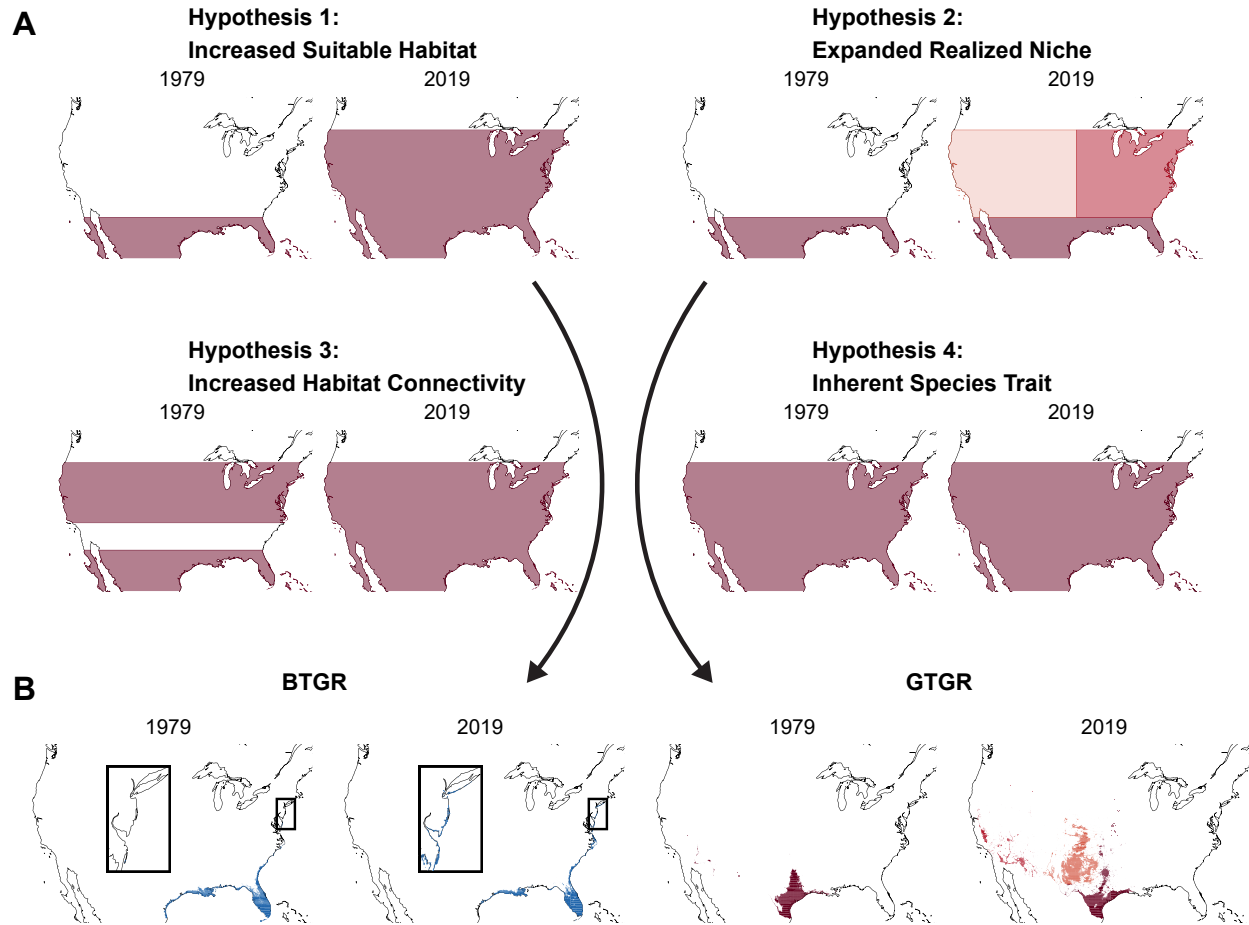 A
Hypothesis 1:
Increased Suitable Habitat
1979
2019
Hypothesis 2:
Expanded Realized Niche
1979
2019
Hypothesis 3:
Increased Habitat Connectivity
1979
2019
Hypothesis 4:
Inherent Species Trait
1979
2019
B
BTGR
1979
2019
GTGR
1979
2019